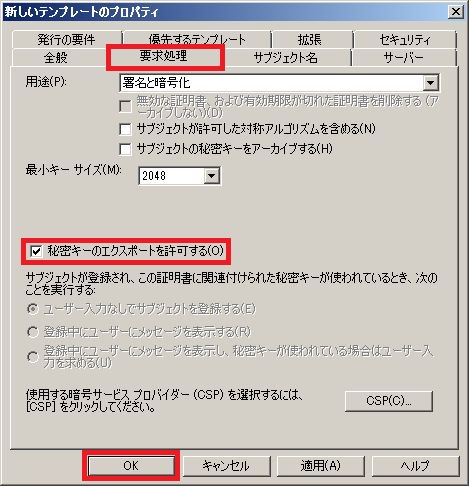 新しいテンプレートのプロパティ
発行の要件
優先するテンプレート
拡張
セキュリティ
全般
要求処理
サブジェクト名
サーバー
用途(P):
署名と暗号化
無効な証明書、および有効期限が切れた証明書を削除する (ア
ーカイブしない)(D)
サブジェクトが許可した対称アルゴリズムを含める(N)
サブジェクトの秘密キーをアーカイブする(H)
最小キー サイズ(M):
2048
秘密キーのエクスポートを許可する(O)
サブジェクトが登録され、この証明書に関連付けられた秘密キーが使われているとき、次の
ことを実行する:
ユーザー入力なしでサブジェクトを登録する(E)
登録中にユーザーにメッセージを表示する(R)
登録中にユーザーにメッセージを表示し、秘密キーが使われている場合はユーザー入
力を求める(U)
使用する暗号サービス プロバイダー (CSP) を選択するには、
[CSP] をクリックしてください。
CSP(C)...
OK
キャンセル
適用(A)
ヘルプ